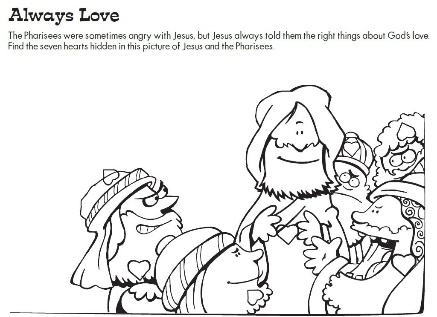 Always Love
The Pharisees were sometimes angry with Jesus, but Jesus always told them the right things about God's love.
Find the seven hearts hidden in this picture of Jesus and the Pharisees.